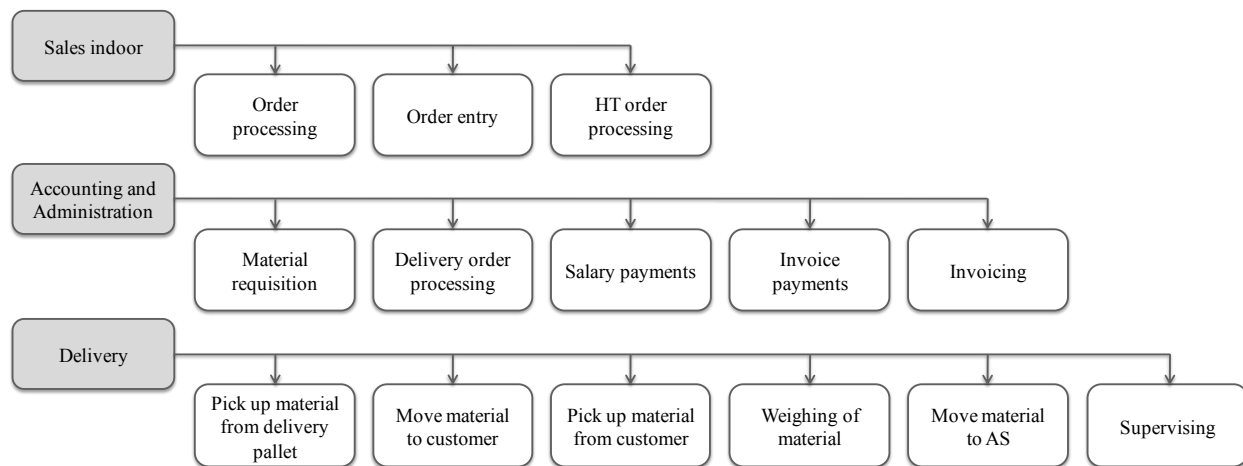 Sales indoor
Order
processing
Order entry
HT order
processing
Accounting and
Administration
Material
requisition
Delivery order
processing
Salary payments
Invoice
payments
Invoicing
Delivery
Pick up material
from delivery
pallet
Move material
to customer
Pick up material
from customer
Weighing of
material
Move material
to AS
Supervising